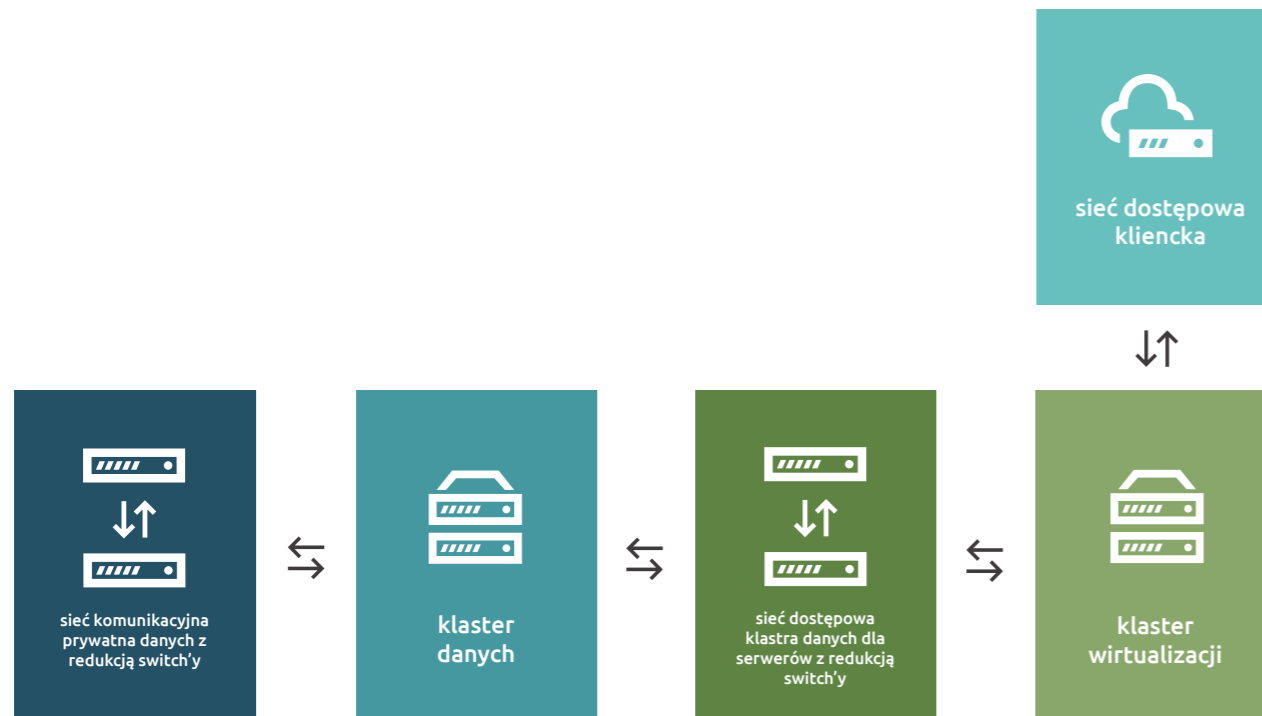 sieć dostępowa
kliencka
sieć komunikacyjna
prywatna danych z
redukcją switch'y
klaster
danych
sieć dostępowa
klastra danych dla
serwerów z redukcją
switch'y
klaster
wirtualizacji